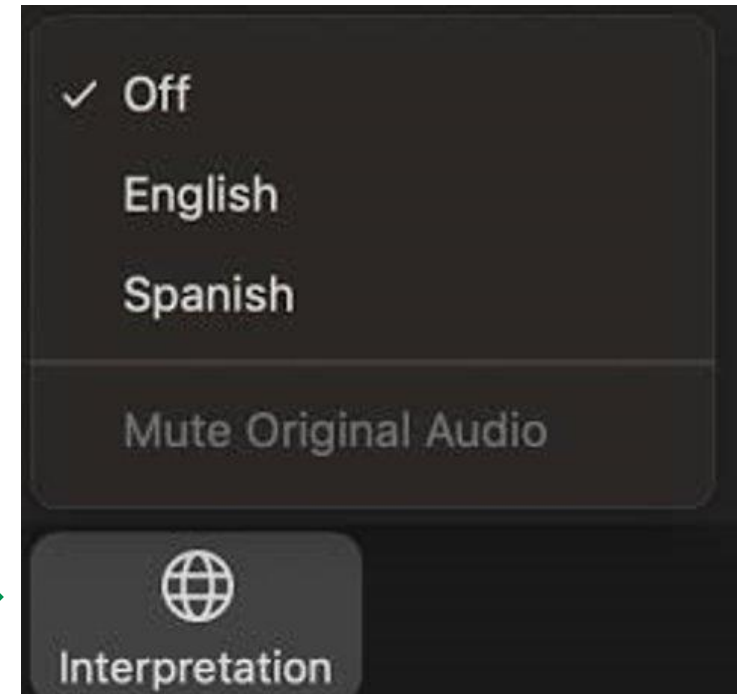 Off
English
Spanish
Mute Original Audio
Interpretation